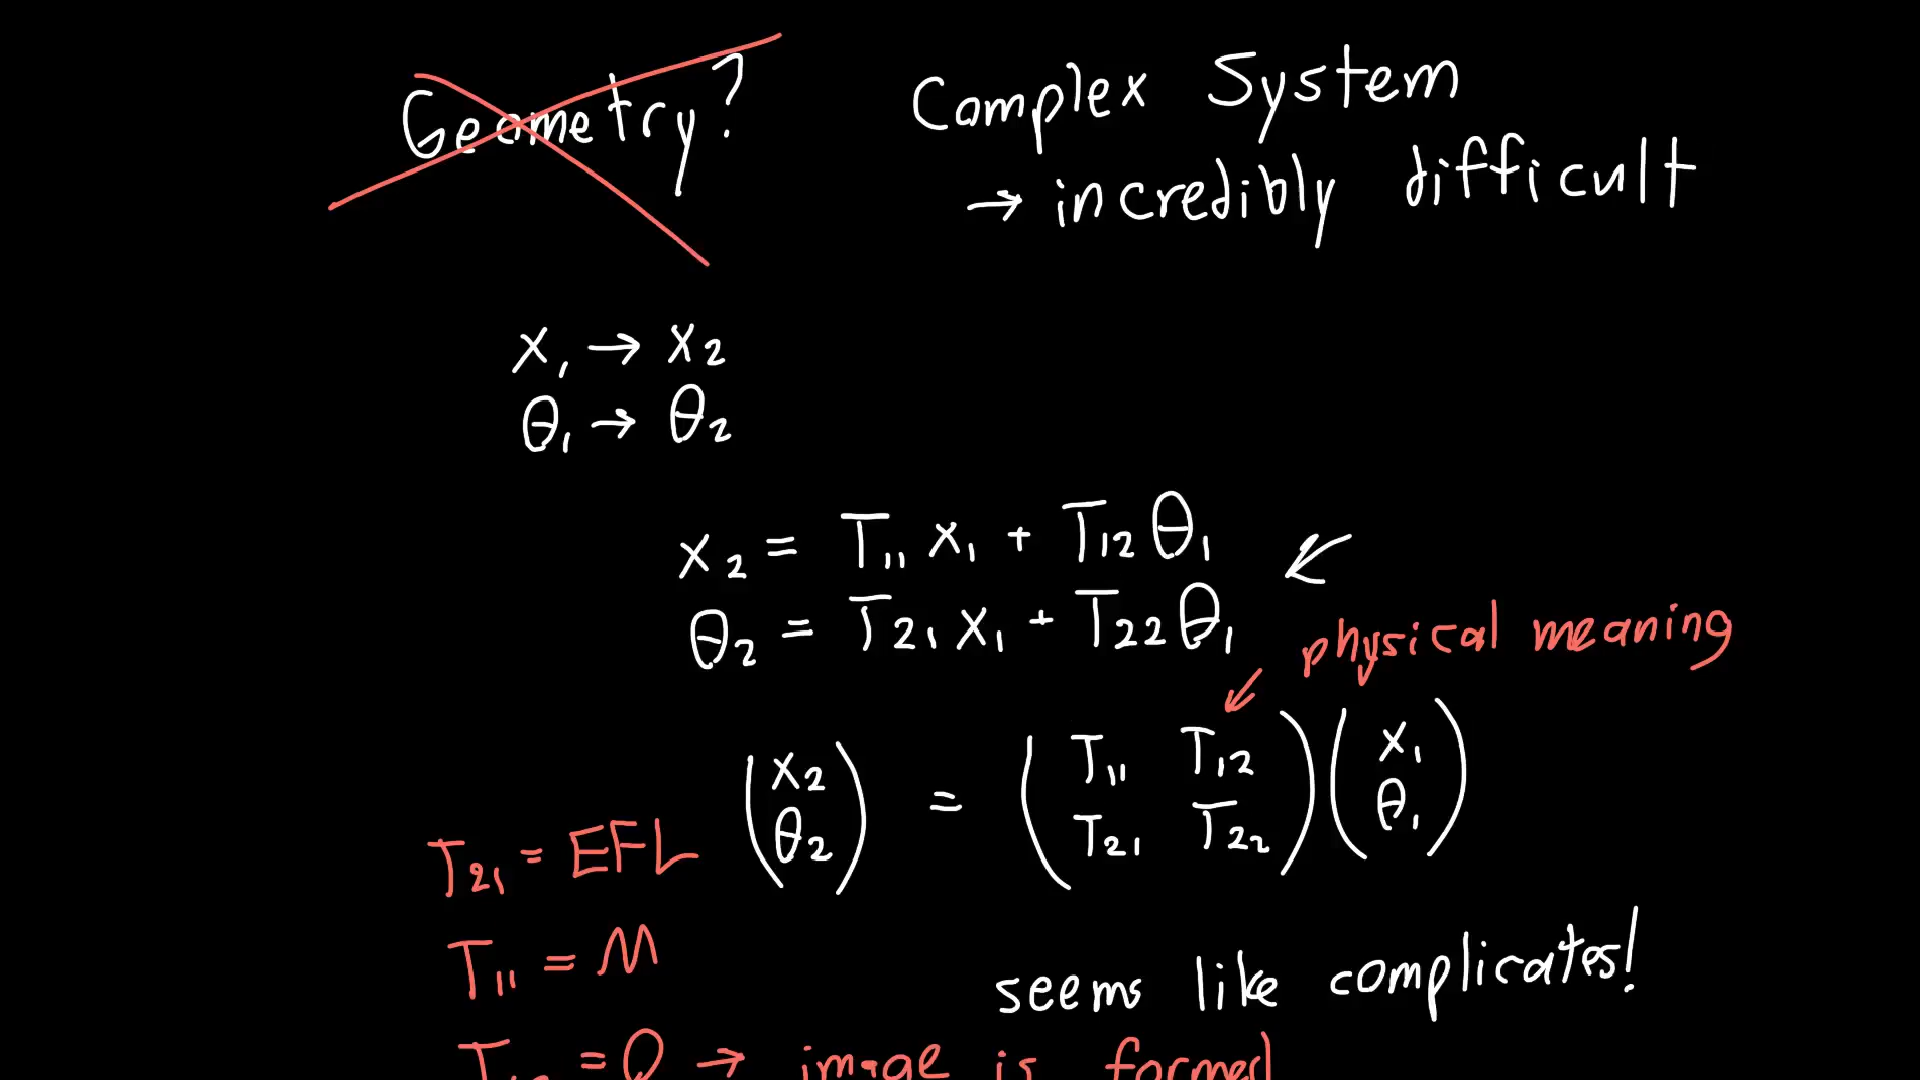 Geometry?
Complex System
→ incredibly difficult
x₁ → x₂
θ₁ → θ₂
x₂ = T₁₁ x₁ + T₁₂ θ₁
θ₂ = T₂₁ x₁ + T₂₂ θ₁
physical meaning
(x₂ θ₂) = (T₁₁ T₁₂ T₂₁ T₂₂) (x₁ θ₁)
T₂₁ = EFL
T₁₁ = M
seems like complicates!
T₁₂ = 0 → image is formed